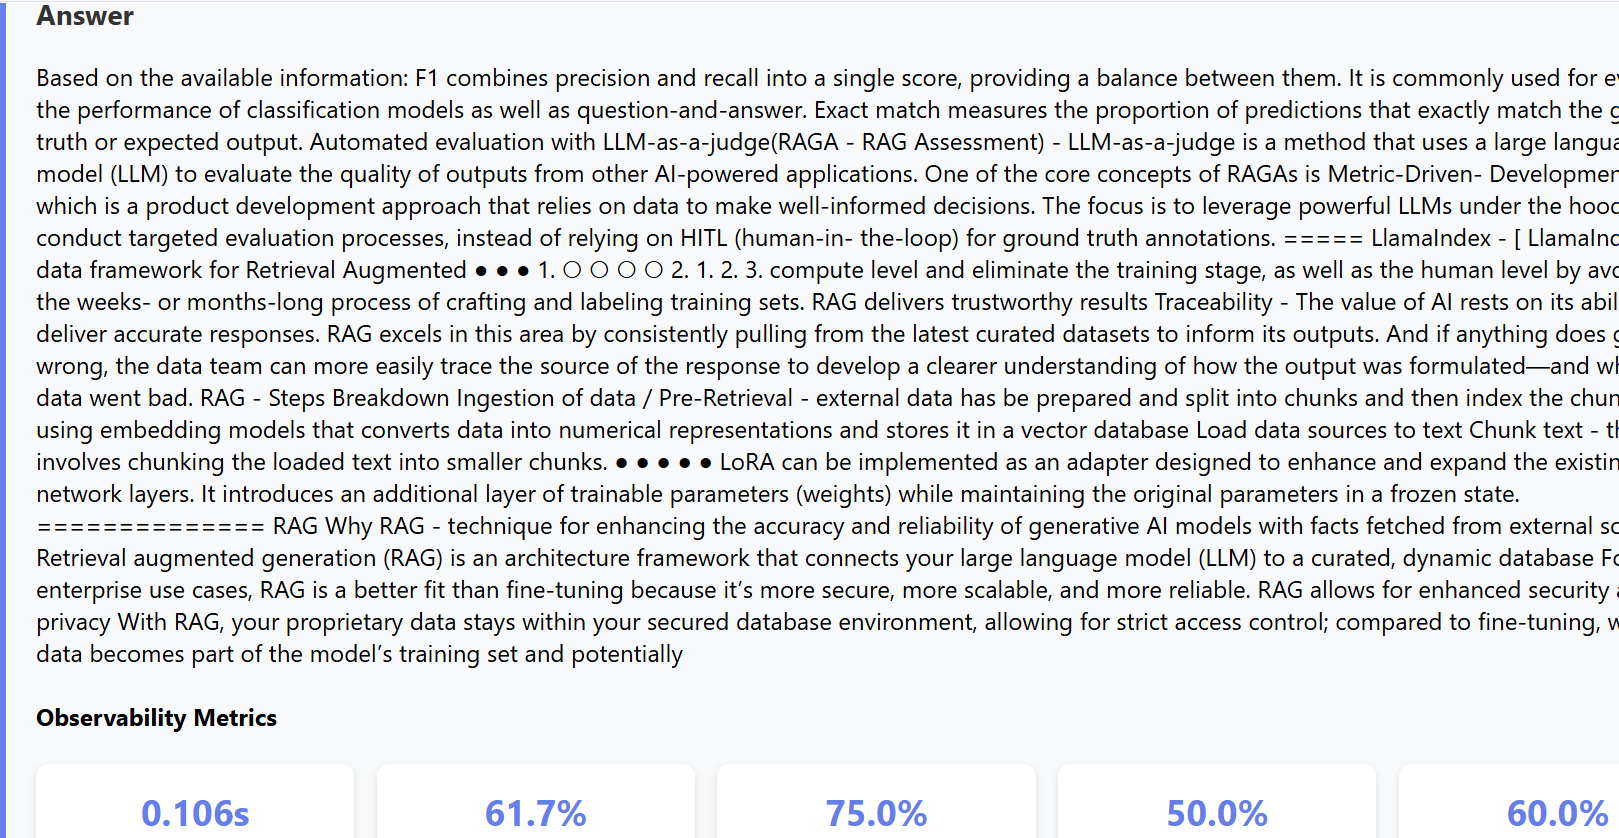 Answer
Based on the available information: F1 combines precision and recall into a single score, providing a balance between them. It is commonly used for
the performance of classification models as well as question-and-answer. Exact match measures the proportion of predictions that exactly match the
truth or expected output. Automated evaluation with LLM-as-a-judge(RAGA - RAG Assessment) - LLM-as-a-judge is a method that uses a large
model (LLM) to evaluate the quality of outputs from other AI-powered applications. One of the core concepts of RAGAs is Metric-Driven-
which is a product development approach that relies on data to make well-informed decisions. The focus is to leverage powerful LLMs under the
conduct targeted evaluation processes, instead of relying on HITL (human-in- the-loop) for ground truth annotations. ===== LlamaIndex - [
data framework for Retrieval Augmented ● ● ● 1. ○ ○ ○ ○ 2. 1. 2. 3. compute level and eliminate the training stage, as well as the human level by
the weeks- or months-long process of crafting and labeling training sets. RAG delivers trustworthy results Traceability - The value of AI rests on its
deliver accurate responses. RAG excels in this area by consistently pulling from the latest curated datasets to inform its outputs. And if anything does
wrong, the data team can more easily trace the source of the response to develop a clearer understanding of how the output was formulated—and
data went bad. RAG - Steps Breakdown Ingestion of data / Pre-Retrieval - external data has be prepared and split into chunks and then index the
using embedding models that converts data into numerical representations and stores it in a vector database Load data sources to text Chunk text -
involves chunking the loaded text into smaller chunks. ● ● ● ● ● LoRA can be implemented as an adapter designed to enhance and expand the
network layers. It introduces an additional layer of trainable parameters (weights) while maintaining the original parameters in a frozen state.
============== RAG Why RAG - technique for enhancing the accuracy and reliability of generative AI models with facts fetched from external
Retrieval augmented generation (RAG) is an architecture framework that connects your large language model (LLM) to a curated, dynamic database
enterprise use cases, RAG is a better fit than fine-tuning because it’s more secure, more scalable, and more reliable. RAG allows for enhanced security
privacy With RAG, your proprietary data stays within your secured database environment, allowing for strict access control; compared to fine-tuning,
data becomes part of the model’s training set and potentially
Observability Metrics
0.106s 61.7% 75.0% 50.0% 60.0%